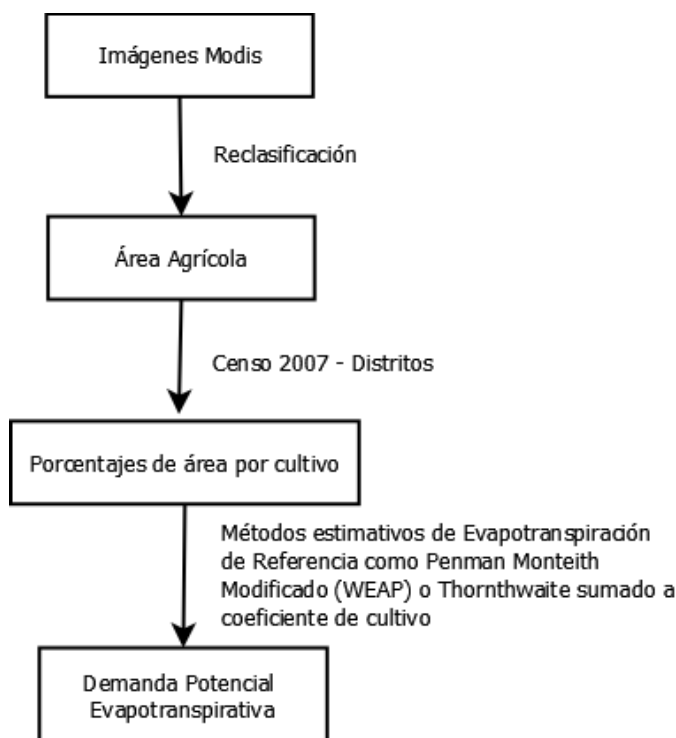 Imágenes Modis
Reclasificación
Área Agrícola
Censo 2007 - Distritos
Porcentajes de área por cultivo
Métodos estimativos de Evapotranspiración
de Referencia como Penman Monteith
Modificado (WEAP) o Thornthwaite sumado a
coeficiente de cultivo
Demanda Potencial
Evapotranspirativa